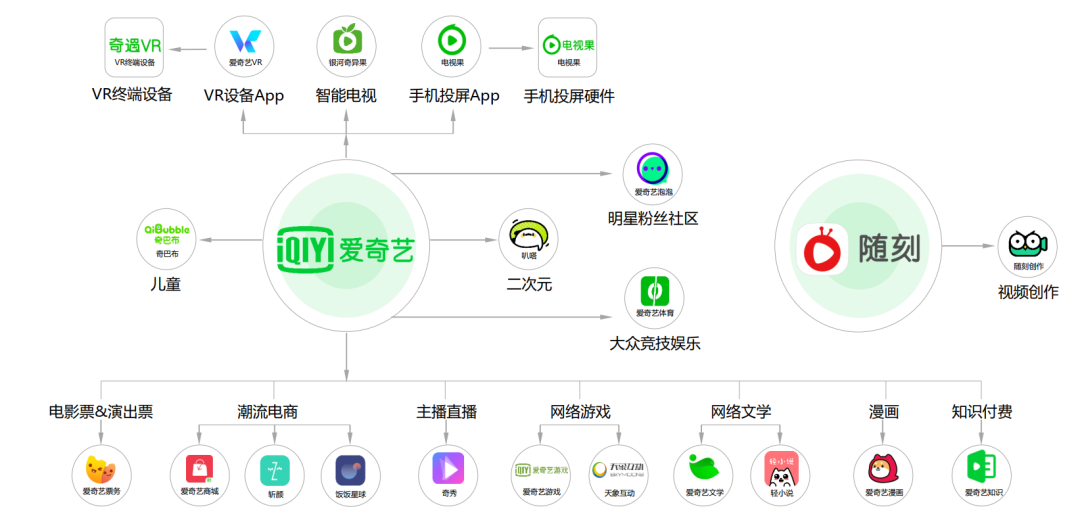 奇遇VR
VR终端设备
爱奇艺VR
银河奇异果
电视果
电视果
电视果
VR终端设备
VR设备App
智能电视
手机投屏App
手机投屏硬件
爱奇艺泡泡
明星粉丝社区
QiBubble
奇巴布
奇巴布
儿童
iQIYI 爱奇艺
叭嗒
二次元
随刻
随刻创作
视频创作
爱奇艺体育
大众竞技娱乐
电影票&演出票
潮流电商
主播直播
网络游戏
网络文学
漫画
知识付费
爱奇艺票务
爱奇艺商城
斩颜
饭饭星球
奇秀
iQIYI 爱奇艺游戏
爱奇艺游戏
天象互动
爱奇艺文学
轻小说
轻小说
爱奇艺漫画
爱奇艺知识